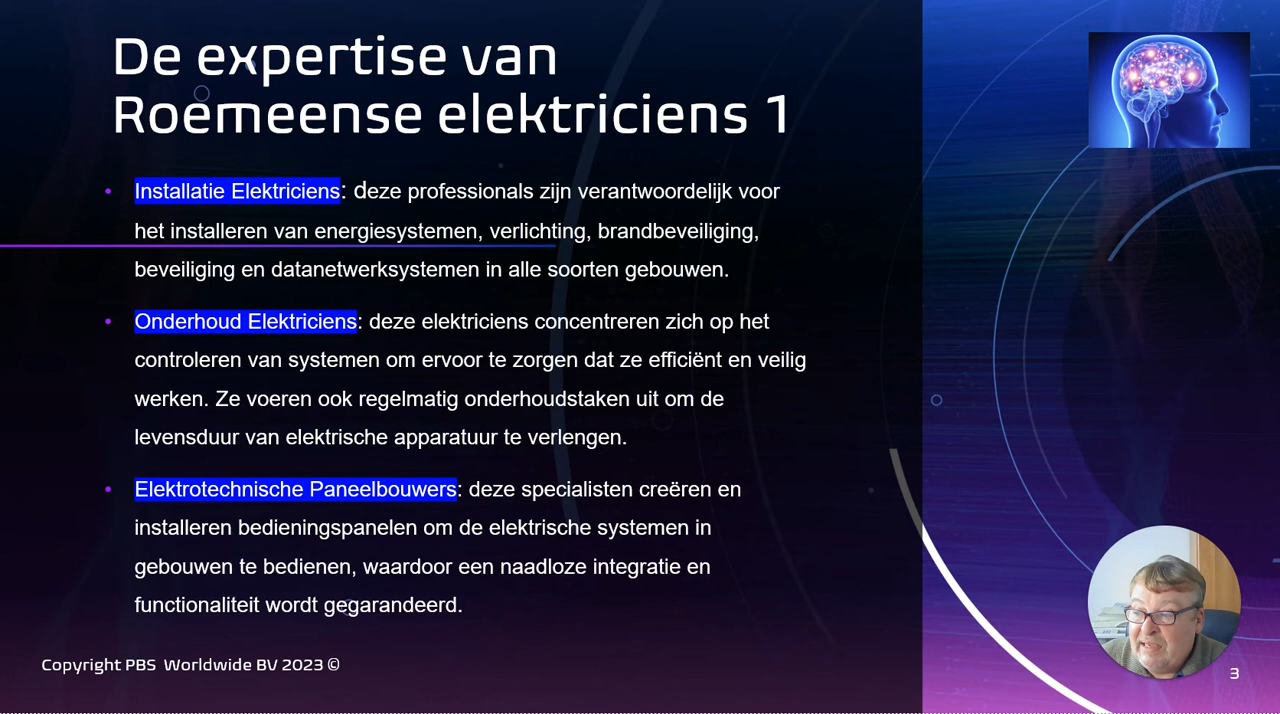 De expertise van
Roemeense elektriciens 1
• Installatie Elektriciens: deze professionals zijn verantwoordelijk voor
het installeren van energiesystemen, verlichting, brandbeveiliging,
beveiliging en datanetwerksystemen in alle soorten gebouwen.
• Onderhoud Elektriciens: deze elektriciens concentreren zich op het
controleren van systemen om ervoor te zorgen dat ze efficiënt en veilig
werken. Ze voeren ook regelmatig onderhoudstaken uit om de
levensduur van elektrische apparatuur te verlengen.
• Elektrotechnische Paneelbouwers: deze specialisten creëren en
installeren bedieningspanelen om de elektrische systemen in
gebouwen te bedienen, waardoor een naadloze integratie en
functionaliteit wordt gegarandeerd.
Copyright PBS Worldwide BV 2023 ©
3